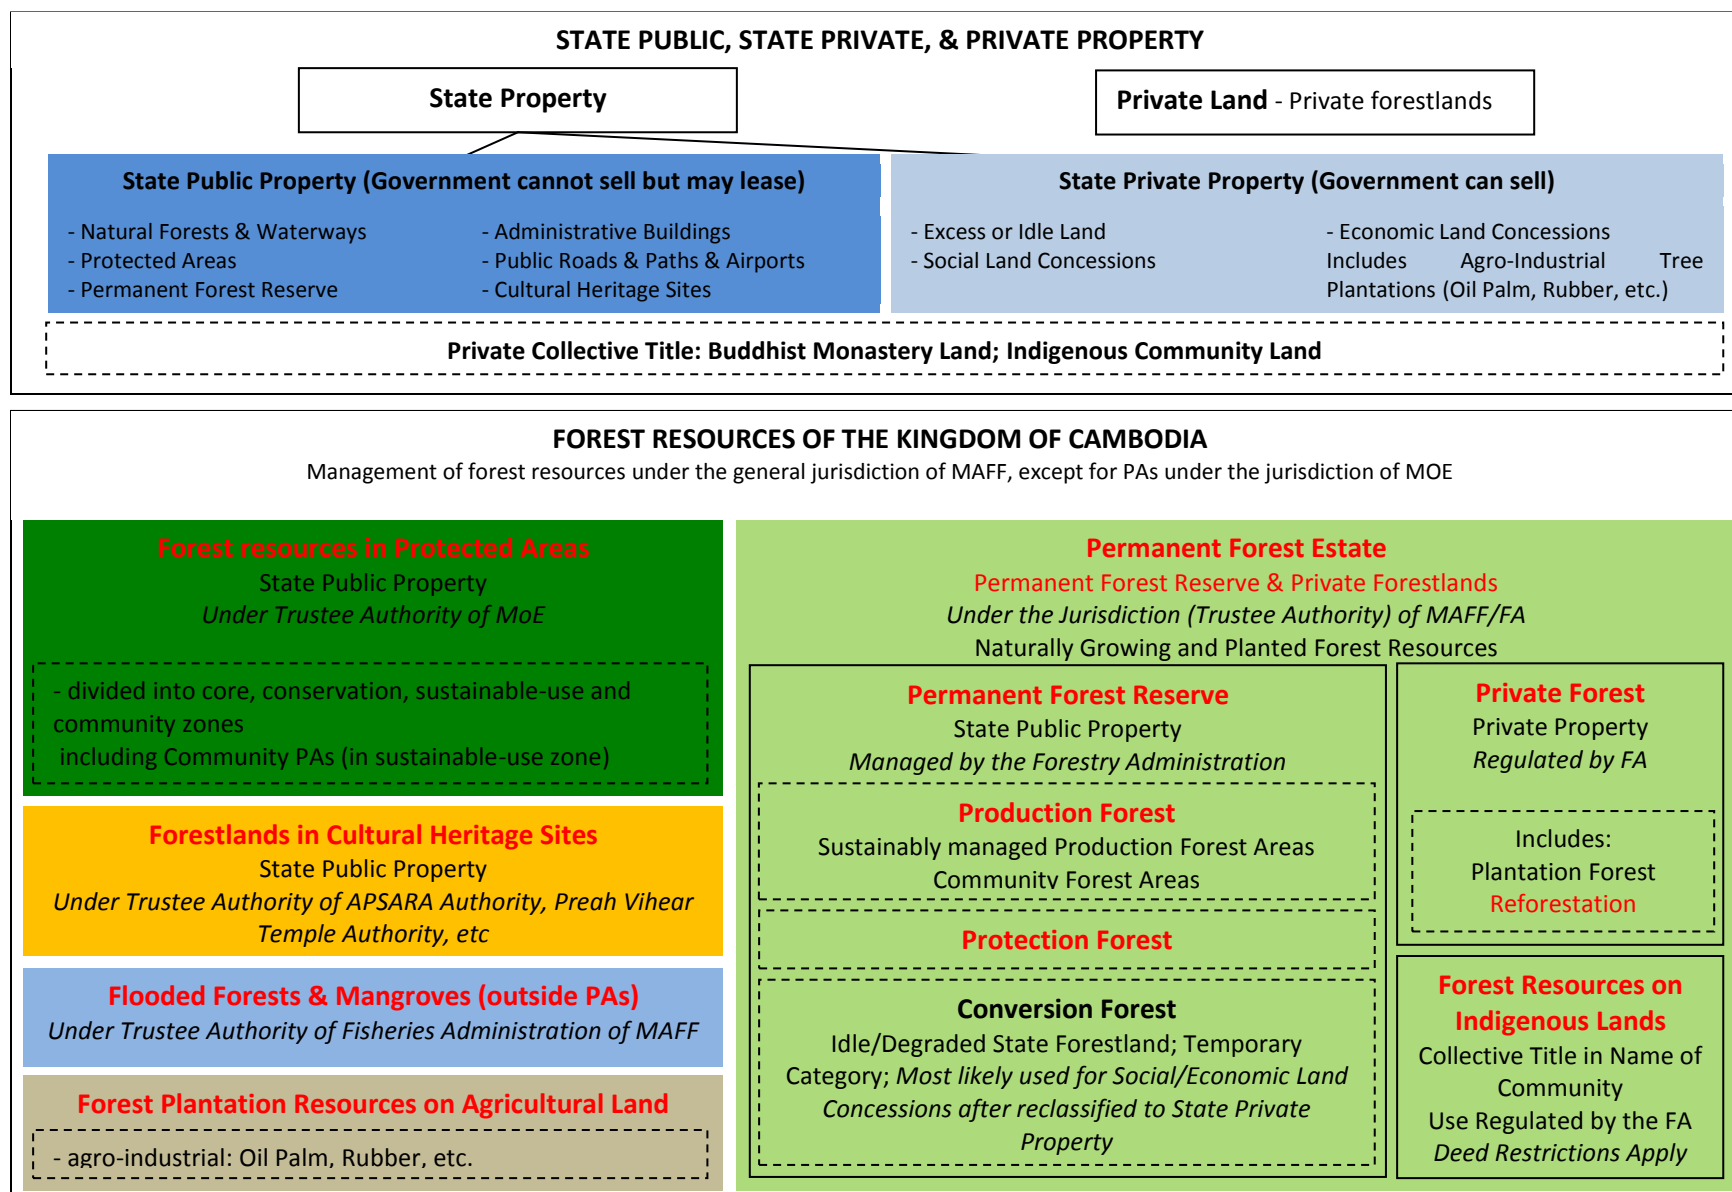 STATE PUBLIC, STATE PRIVATE, & PRIVATE PROPERTY
State Property
Private Land - Private forestlands
State Public Property (Government cannot sell but may lease)
- Natural Forests & Waterways
- Protected Areas
- Permanent Forest Reserve
- Administrative Buildings
- Public Roads & Paths & Airports
- Cultural Heritage Sites
State Private Property (Government can sell)
- Excess or Idle Land
- Social Land Concessions
- Economic Land Concessions
Includes Agro-Industrial Tree
Plantations (Oil Palm, Rubber, etc.)
Private Collective Title: Buddhist Monastery Land; Indigenous Community Land
FOREST RESOURCES OF THE KINGDOM OF CAMBODIA
Management of forest resources under the general jurisdiction of MAFF, except for PAs under the jurisdiction of MOE
Forest resources in Protected Areas
State Public Property
Under Trustee Authority of MoE
- divided into core, conservation, sustainable-use and
community zones
including Community PAs (in sustainable-use zone)
Forestlands in Cultural Heritage Sites
State Public Property
Under Trustee Authority of APSARA Authority, Preah Vihear
Temple Authority, etc
Flooded Forests & Mangroves (outside PAs)
Under Trustee Authority of Fisheries Administration of MAFF
Forest Plantation Resources on Agricultural Land
- agro-industrial: Oil Palm, Rubber, etc.
Permanent Forest Estate
Permanent Forest Reserve & Private Forestlands
Under the Jurisdiction (Trustee Authority) of MAFF/FA
Naturally Growing and Planted Forest Resources
Permanent Forest Reserve
State Public Property
Managed by the Forestry Administration
Production Forest
Sustainably managed Production Forest Areas
Community Forest Areas
Protection Forest
Conversion Forest
Idle/Degraded State Forestland; Temporary
Category; Most likely used for Social/Economic Land
Concessions after reclassified to State Private
Property
Private Forest
Private Property
Regulated by FA
Includes:
Plantation Forest
Reforestation
Forest Resources on
Indigenous Lands
Collective Title in Name of
Community
Use Regulated by the FA
Deed Restrictions Apply